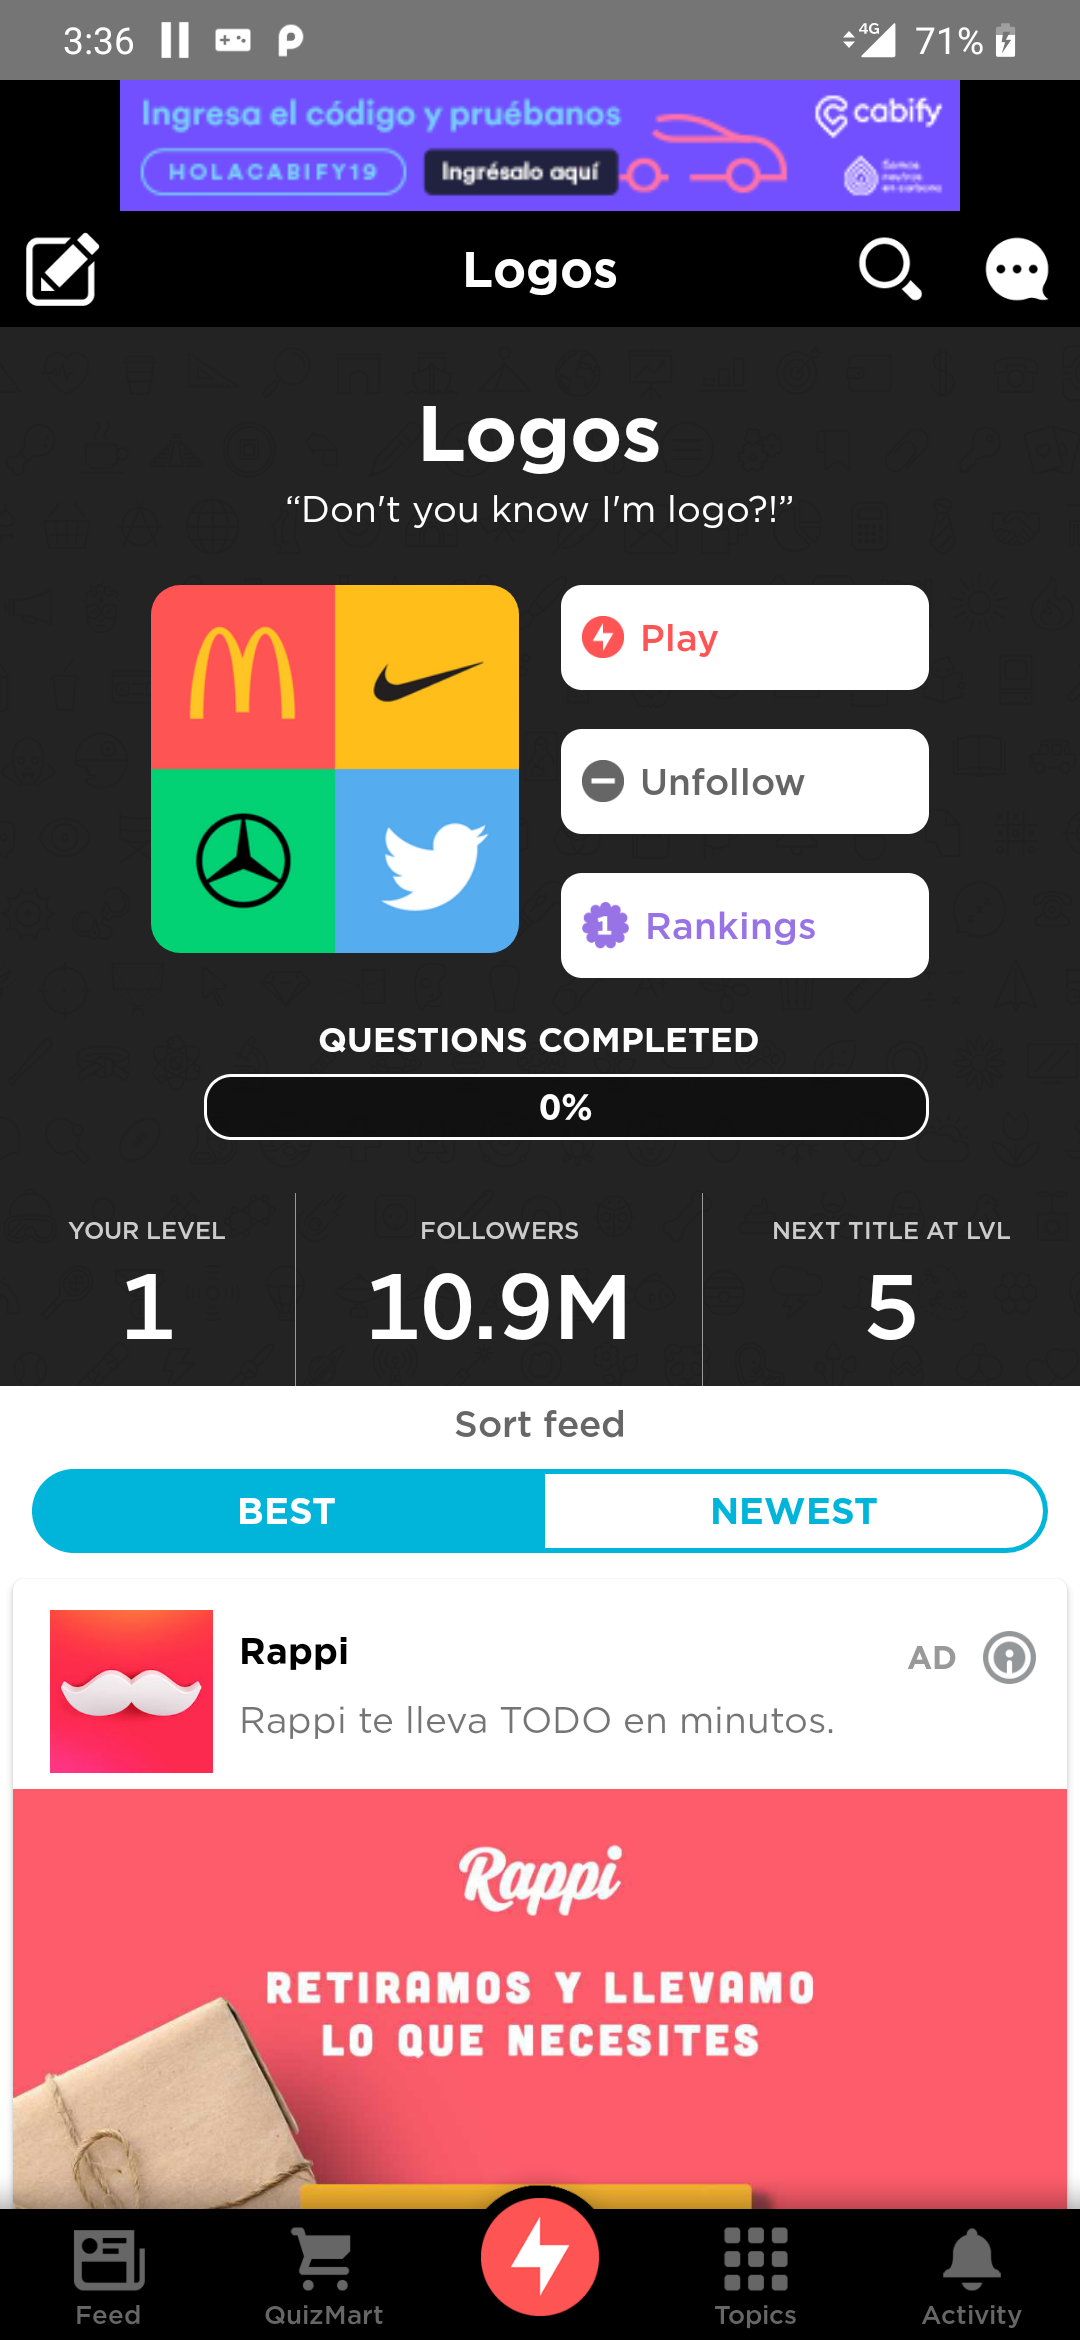 3:36
4G
71%
Ingresa el código y pruébanos
HOLACABIFY19
Ingrésalo aquí
cabify
Somos
neutros
en carbono
Logos
Logos
“Don't you know I'm logo?!”
Play
Unfollow
1 Rankings
QUESTIONS COMPLETED
0%
YOUR LEVEL
1
FOLLOWERS
10.9M
NEXT TITLE AT LVL
5
Sort feed
BEST
NEWEST
Rappi
AD
Rappi te lleva TODO en minutos.
Rappi
RETIRAMOS Y LLEVAMO
LO QUE NECESITES
Feed
QuizMart
Topics
Activity